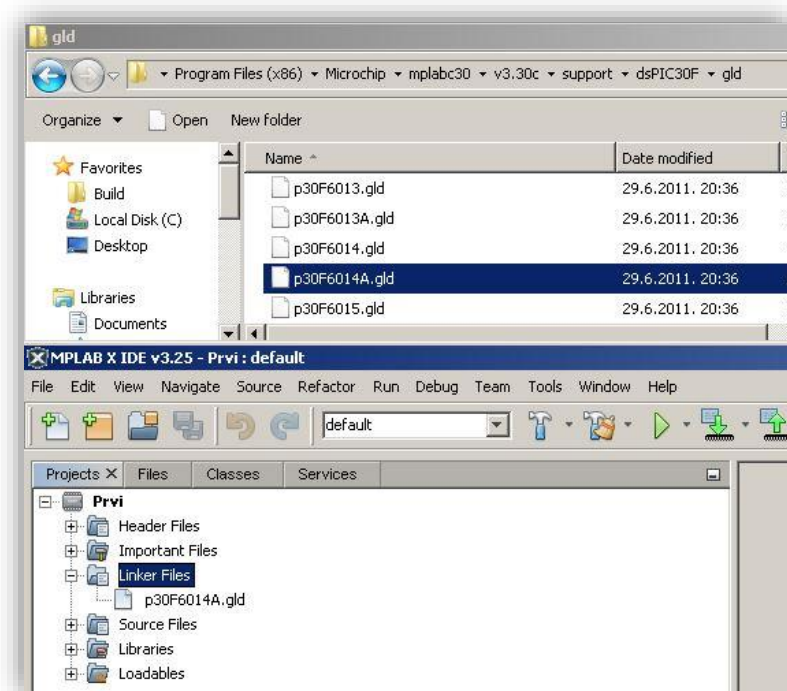 gld
Program Files (x86) Microchip mplabc30 v3.30c support dsPIC30F gld
Organize Open New folder
Favorites
Build
Local Disk (C)
Desktop
Libraries
Documents
Name Date modified
p30F6013.gld 29.6.2011. 20:36
p30F6013A.gld 29.6.2011. 20:36
p30F6014.gld 29.6.2011. 20:36
p30F6014A.gld 29.6.2011. 20:36
p30F6015.gld 29.6.2011. 20:36
MPLAB X IDE v3.25 - Prvi : default
File Edit View Navigate Source Refactor Run Debug Team Tools Window Help
default
Projects X Files Classes Services
Prvi
Header Files
Important Files
Linker Files
p30F6014A.gld
Source Files
Libraries
Loadables